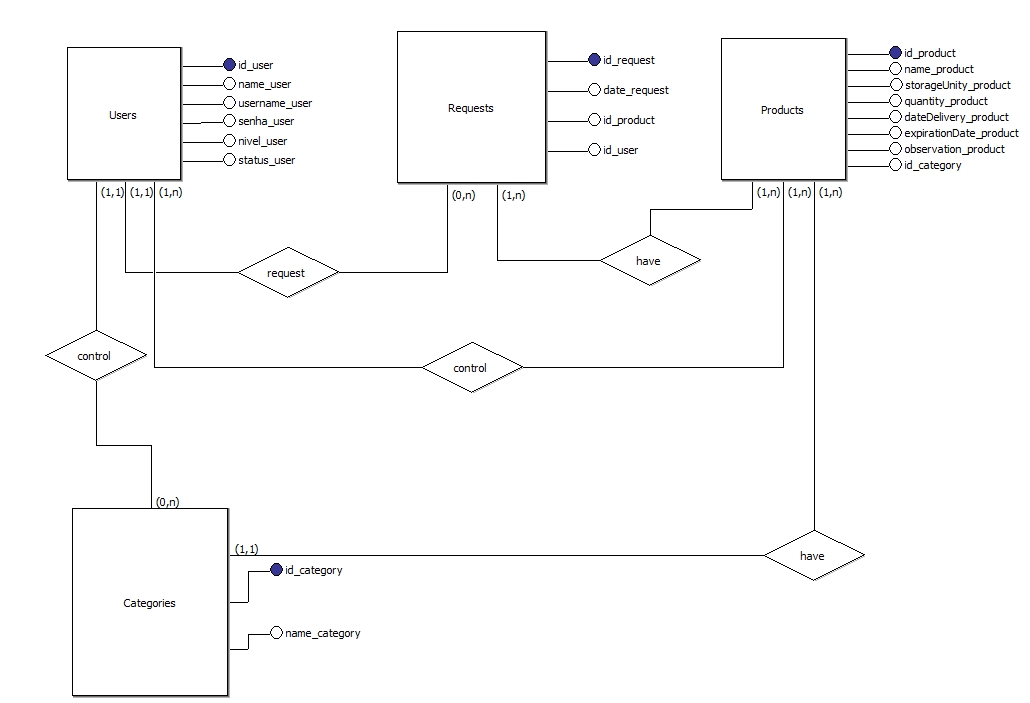 Users
id_user
name_user
username_user
senha_user
nivel_user
status_user
Requests
id_request
date_request
id_product
id_user
Products
id_product
name_product
storageUnity_product
quantity_product
dateDelivery_product
expirationDate_product
observation_product
id_category
(1,1) (1,1) (1,n)
(0,n) (1,n)
(1,n) (1,n) (1,n)
request
have
control
control
(0,n)
(1,1)
have
Categories
id_category
name_category